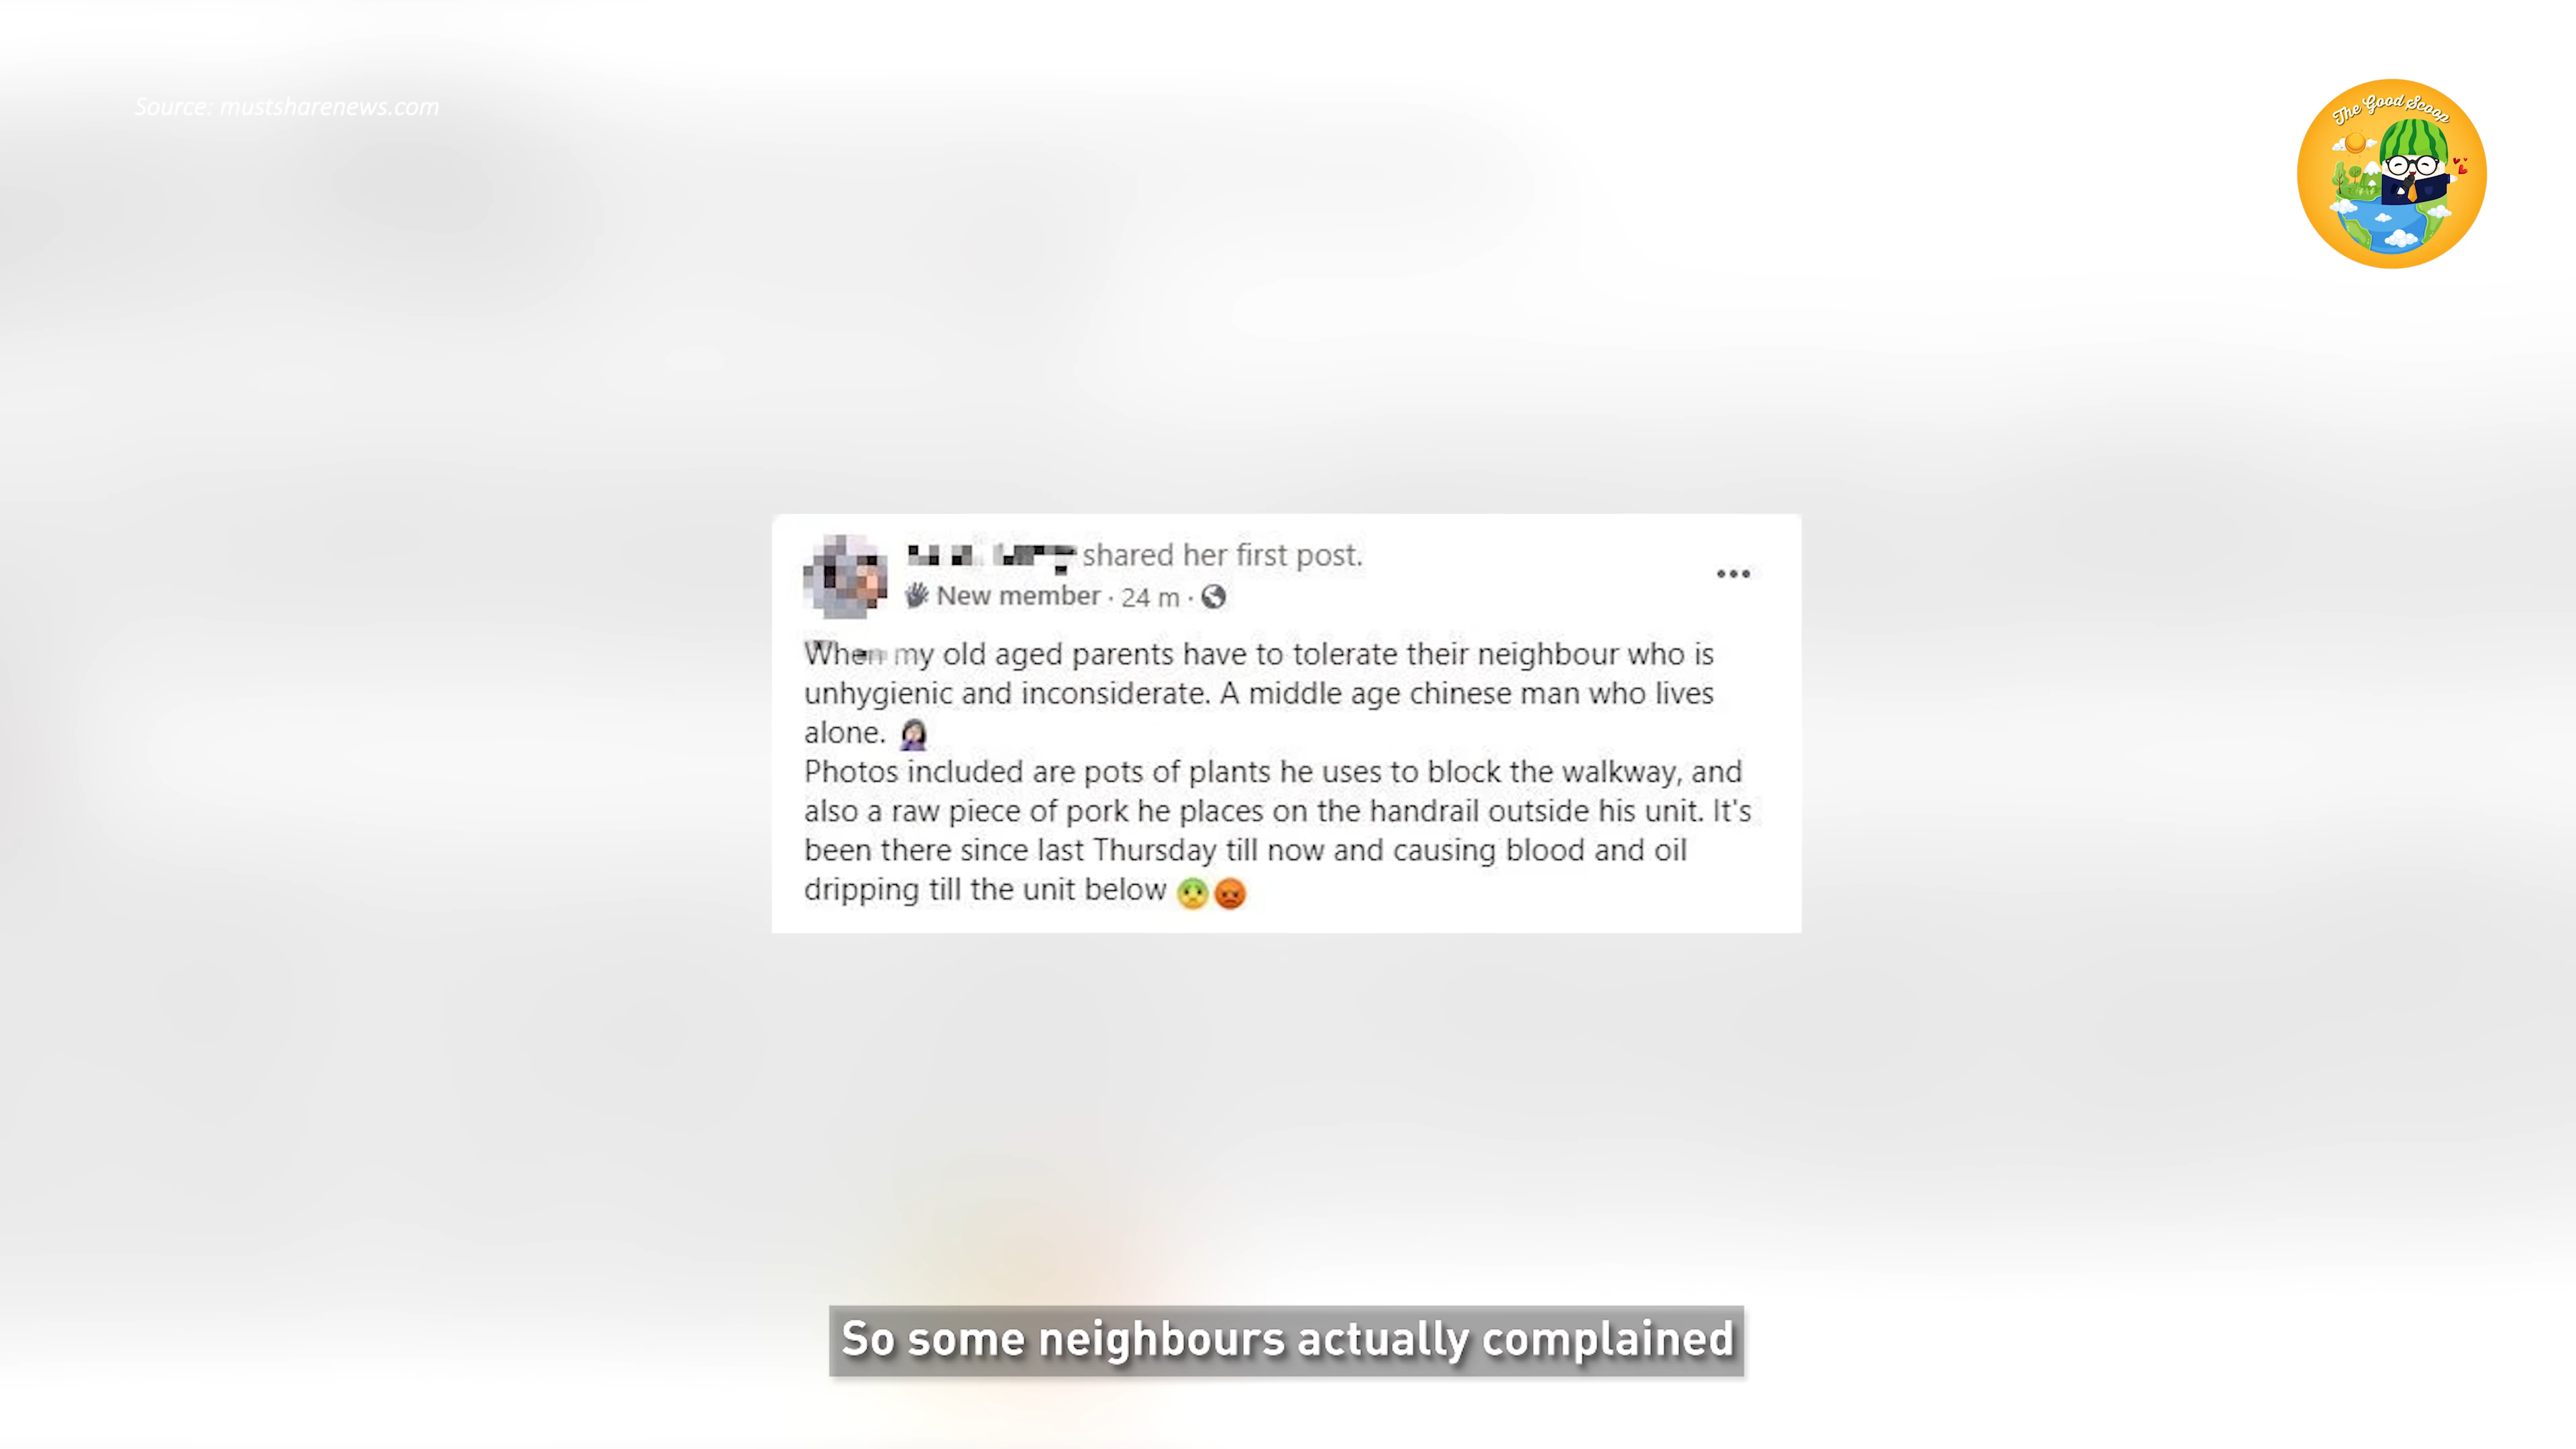 Source: mustsharenews.com
The Good Scoop
shared her first post.
New member · 24 m ·
When my old aged parents have to tolerate their neighbour who is
unhygienic and inconsiderate. A middle age chinese man who lives
alone.
Photos included are pots of plants he uses to block the walkway, and
also a raw piece of pork he places on the handrail outside his unit. It's
been there since last Thursday till now and causing blood and oil
dripping till the unit below
So some neighbours actually complained